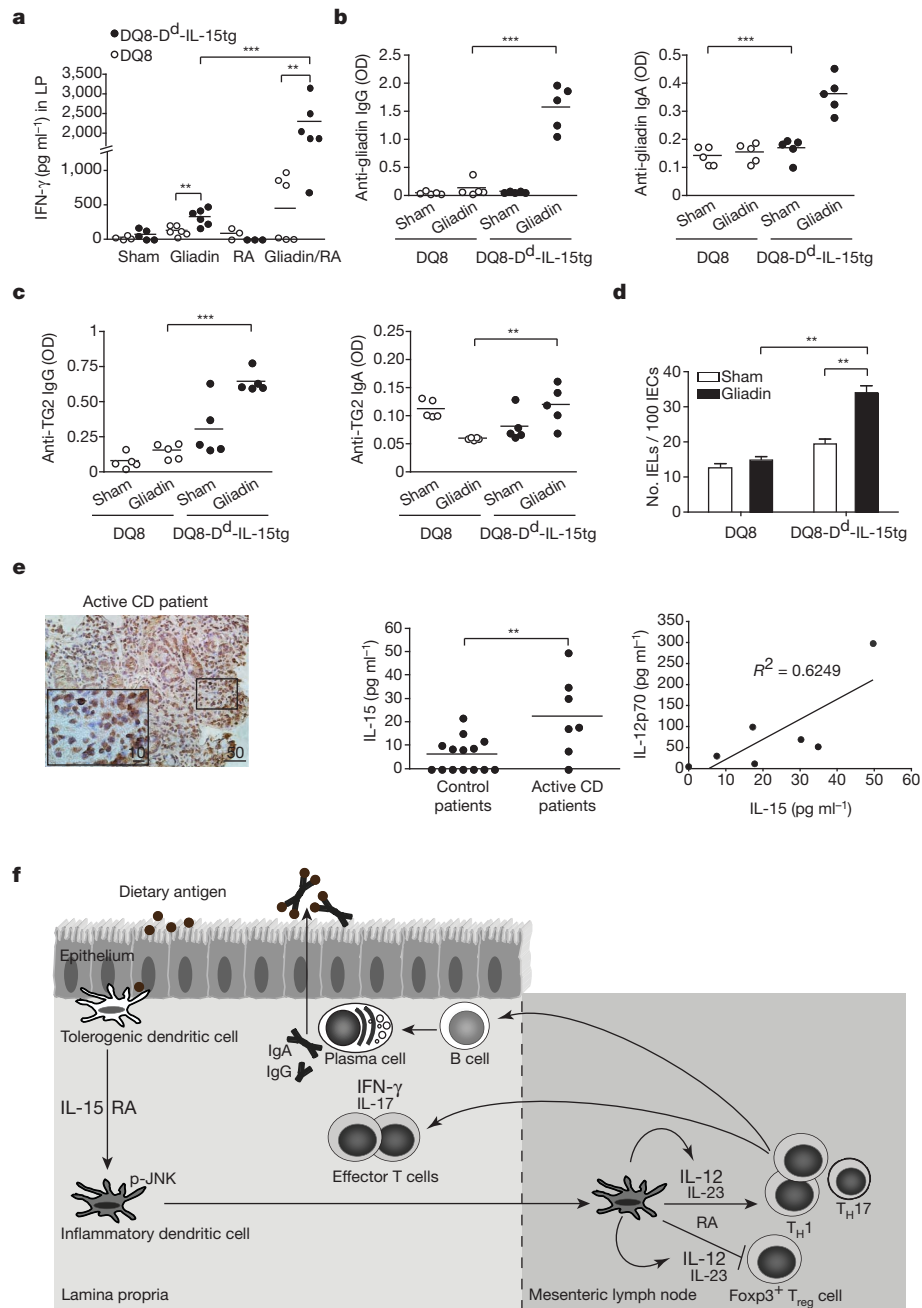 a
DQ8-Dd-IL-15tg
DQ8
IFN-γ (pg ml−1) in LP
3,500
3,000
2,500
2,000
1,000
500
0
***
**
**
Sham
Gliadin
RA
Gliadin/RA
b
Anti-gliadin IgG (OD)
2.5
2.0
1.5
1.0
0.5
0
***
Sham
Gliadin
Sham
Gliadin
DQ8
DQ8-Dd-IL-15tg
Anti-gliadin IgA (OD)
0.5
0.4
0.3
0.2
0.1
0
***
Sham
Gliadin
Sham
Gliadin
DQ8
DQ8-Dd-IL-15tg
c
Anti-TG2 IgG (OD)
1
0.75
0.50
0.25
0
***
Sham
Gliadin
Sham
Gliadin
DQ8
DQ8-Dd-IL-15tg
Anti-TG2 IgA (OD)
0.25
0.20
0.15
0.10
0.05
0
**
Sham
Gliadin
Sham
Gliadin
DQ8
DQ8-Dd-IL-15tg
d
No. IELs / 100 IECs
40
30
20
10
0
**
**
Sham
Gliadin
DQ8
DQ8-Dd-IL-15tg
e
Active CD patient
10
50
IL-15 (pg ml−1)
60
50
40
30
20
10
0
**
Control patients
Active CD patients
IL-12p70 (pg ml−1)
350
300
250
200
150
100
50
0
R2 = 0.6249
0 10 20 30 40 50 60
IL-15 (pg ml−1)
f
Dietary antigen
Epithelium
Tolerogenic dendritic cell
IgA
IgG
Plasma cell
B cell
IL-15 RA
IFN-γ
IL-17
Effector T cells
p-JNK
Inflammatory dendritic cell
IL-12
IL-23
RA
IL-12
IL-23
TH1
TH17
Foxp3+ Treg cell
Lamina propria
Mesenteric lymph node